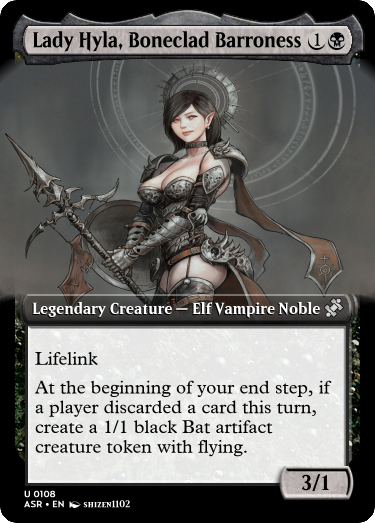 Lady Hyla, Boneclad Barroness 1
Legendary Creature — Elf Vampire Noble
Lifelink
At the beginning of your end step, if
a player discarded a card this turn,
create a 1/1 black Bat artifact
creature token with flying.
3/1
U 0108
ASR • EN SHIZEN1102